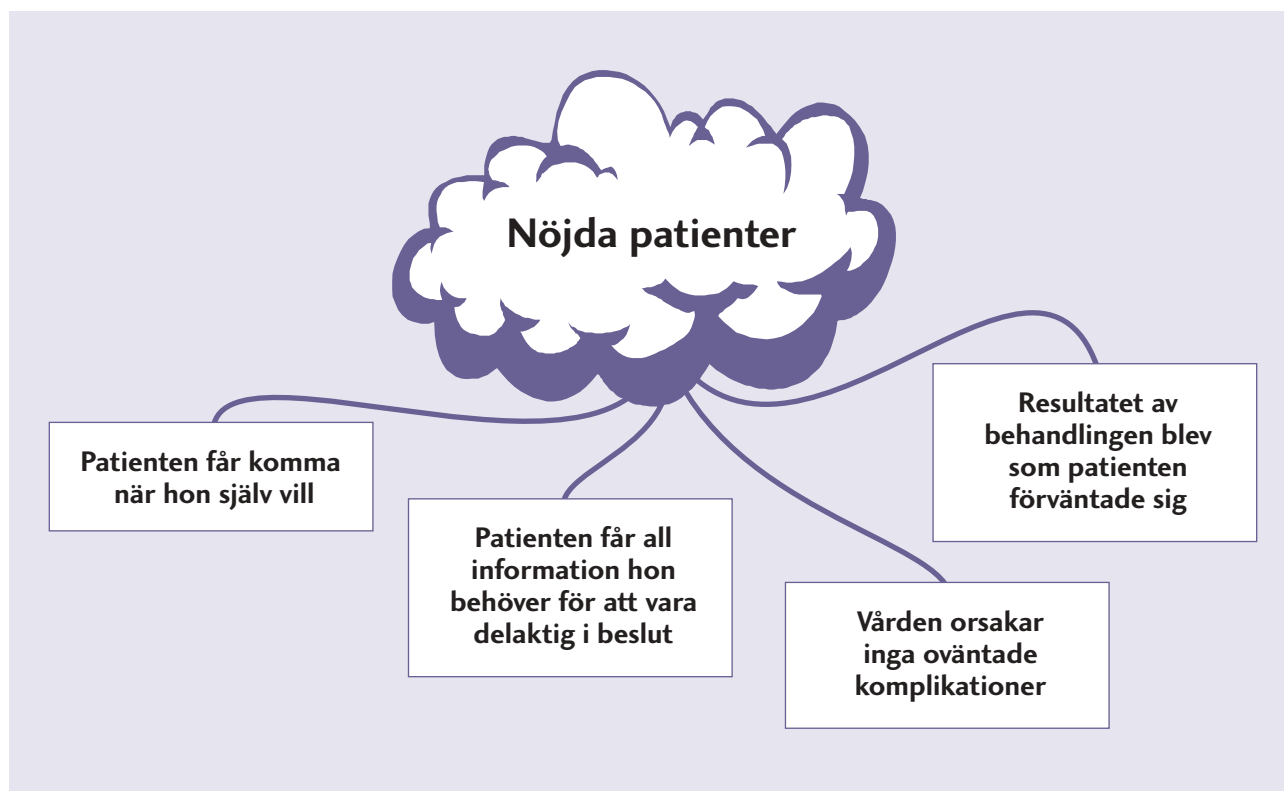 Nöjda patienter
Patienten får komma
när hon själv vill
Patienten får all
information hon
behöver för att vara
delaktig i beslut
Vården orsakar
inga oväntade
komplikationer
Resultatet av
behandlingen blev
som patienten
förväntade sig